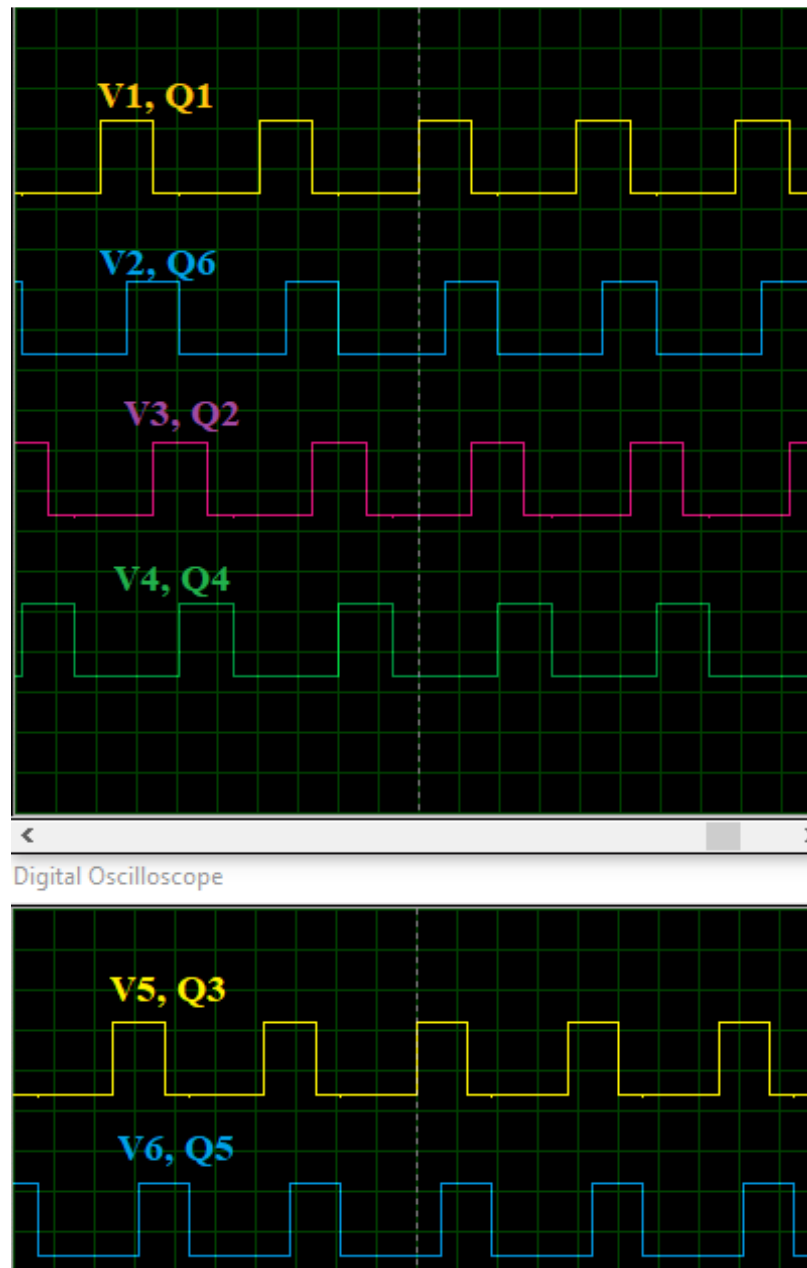 V1, Q1
V2, Q6
V3, Q2
V4, Q4
Digital Oscilloscope
V5, Q3
V6, Q5